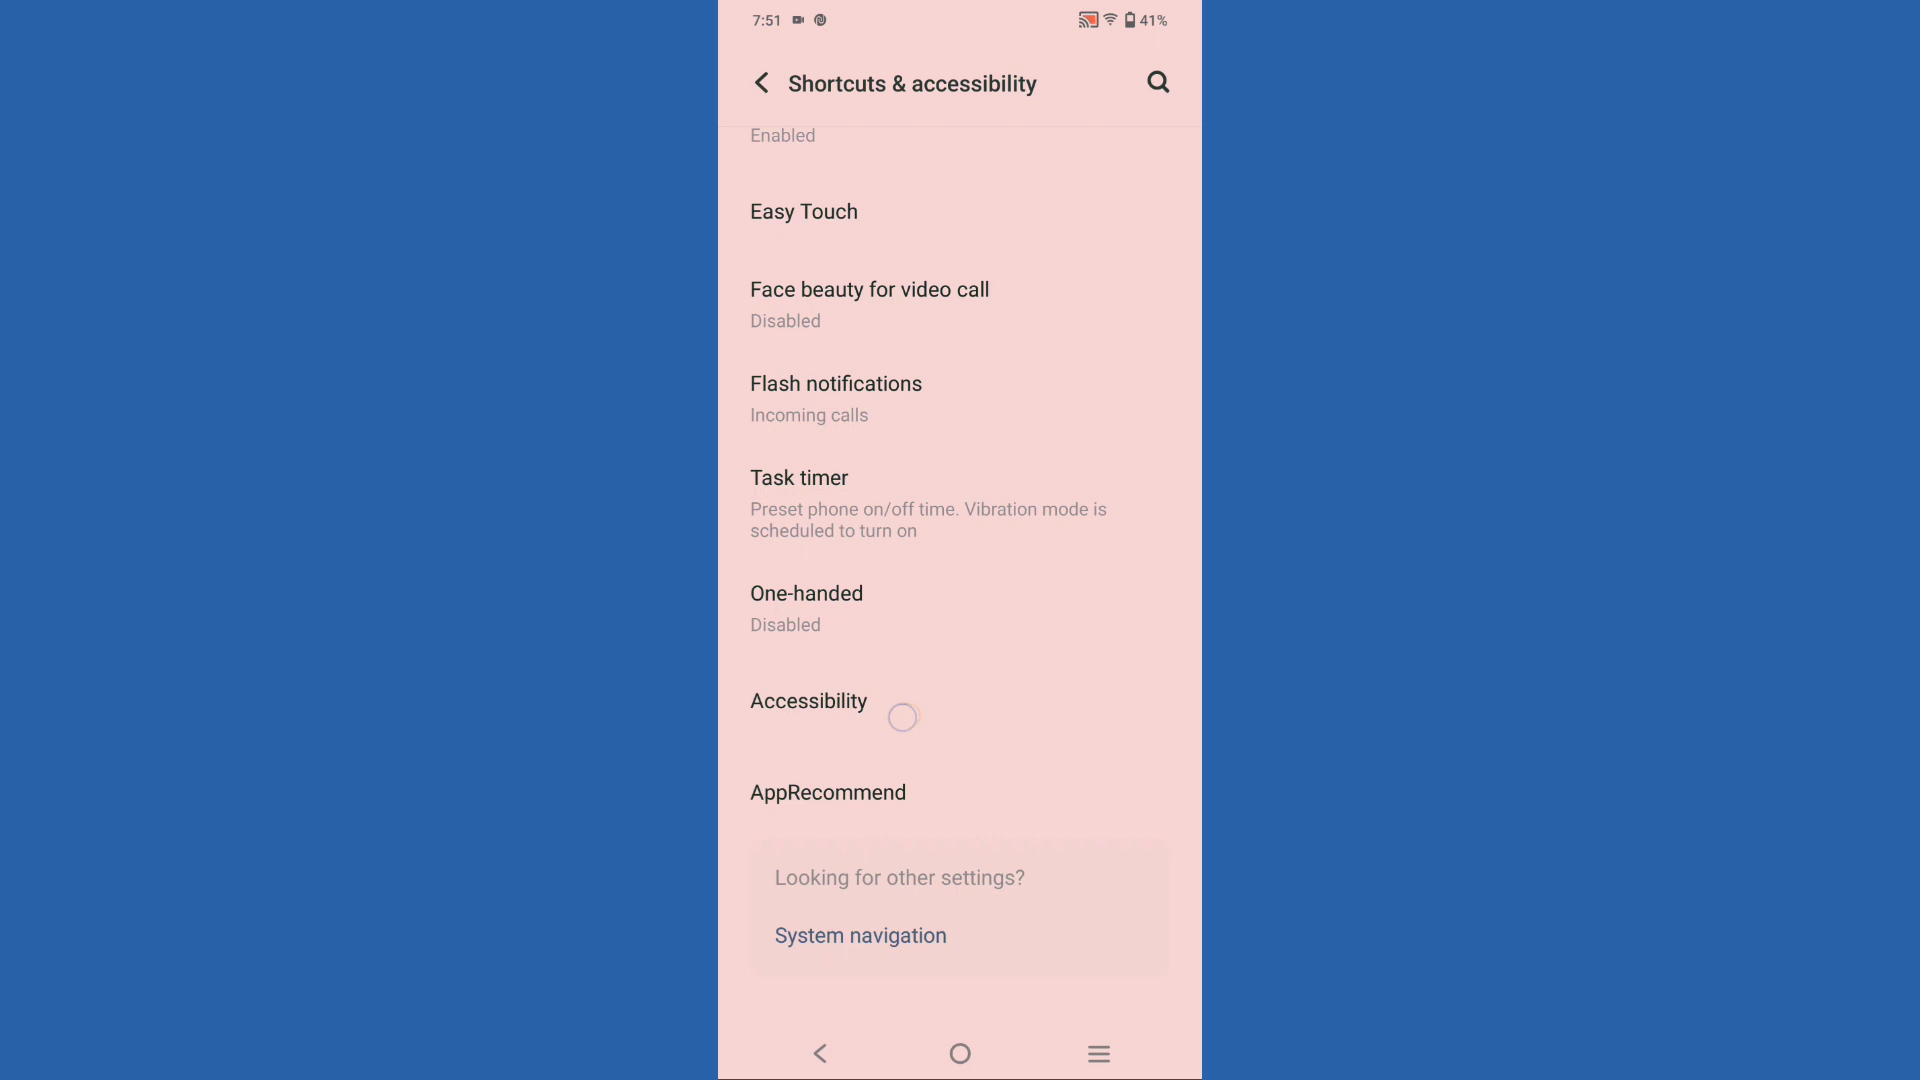 7:51
41%
Shortcuts & accessibility
Enabled
Easy Touch
Face beauty for video call
Disabled
Flash notifications
Incoming calls
Task timer
Preset phone on/off time. Vibration mode is
scheduled to turn on
One-handed
Disabled
Accessibility
AppRecommend
Looking for other settings?
System navigation